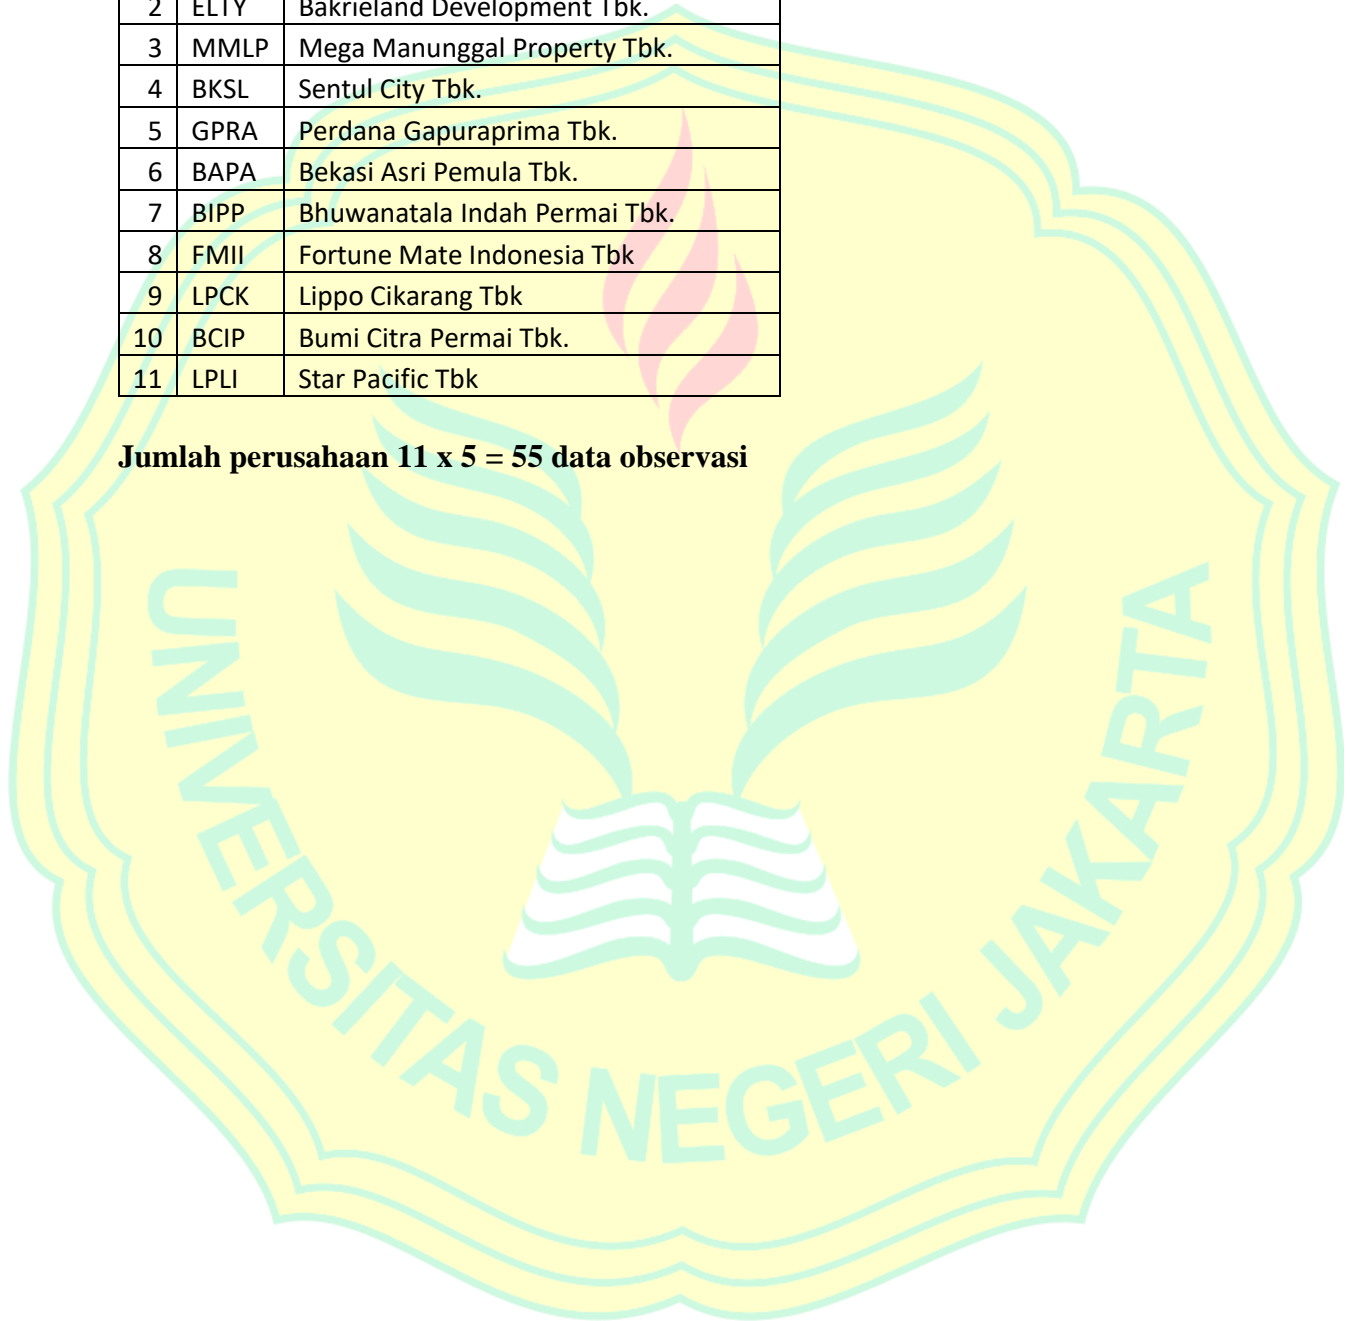 2 ELTY Bakrieland Development Tbk.
3 MMLP Mega Manunggal Property Tbk.
4 BKSL Sentul City Tbk.
5 GPRA Perdana Gapuraprima Tbk.
6 BAPA Bekasi Asri Pemula Tbk.
7 BIPP Bhuwanatala Indah Permai Tbk.
8 FMII Fortune Mate Indonesia Tbk
9 LPCK Lippo Cikarang Tbk
10 BCIP Bumi Citra Permai Tbk.
11 LPLI Star Pacific Tbk
Jumlah perusahaan 11 x 5 = 55 data observasi
UNIVERSITAS NEGERI JAKARTA